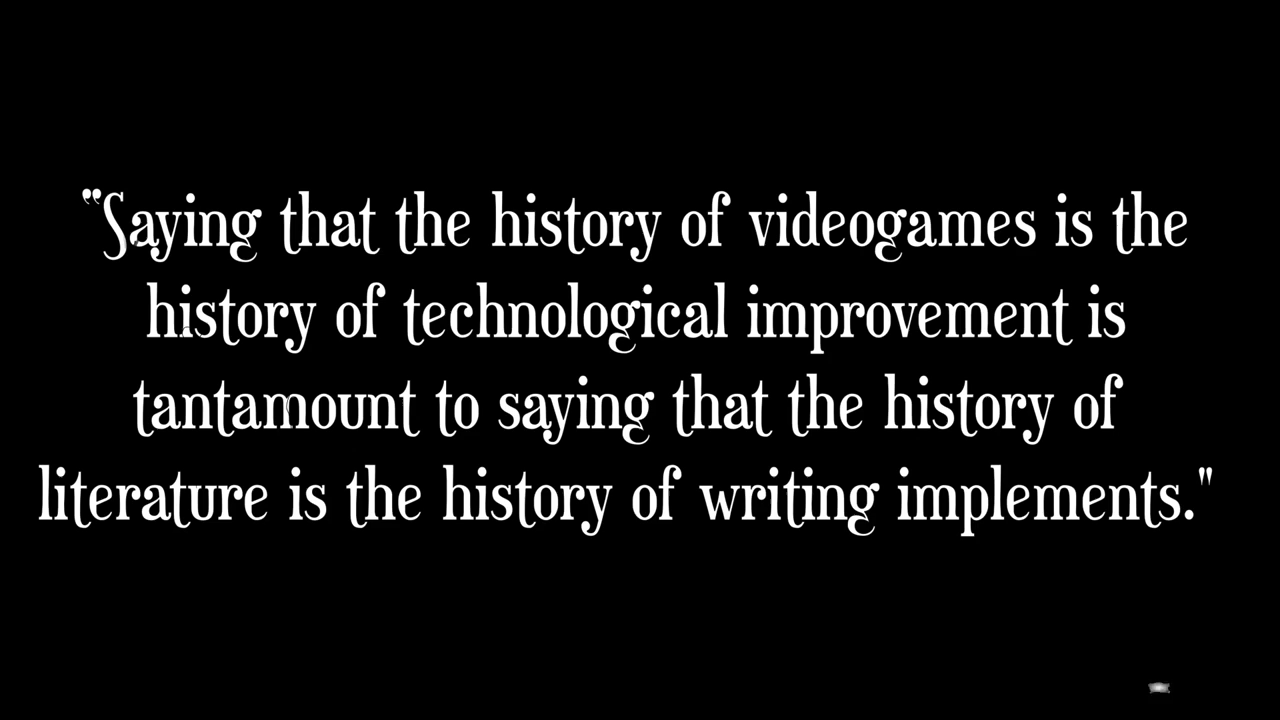 "Saying that the history of videogames is the
history of technological improvement is
tantamount to saying that the history of
literature is the history of writing implements."